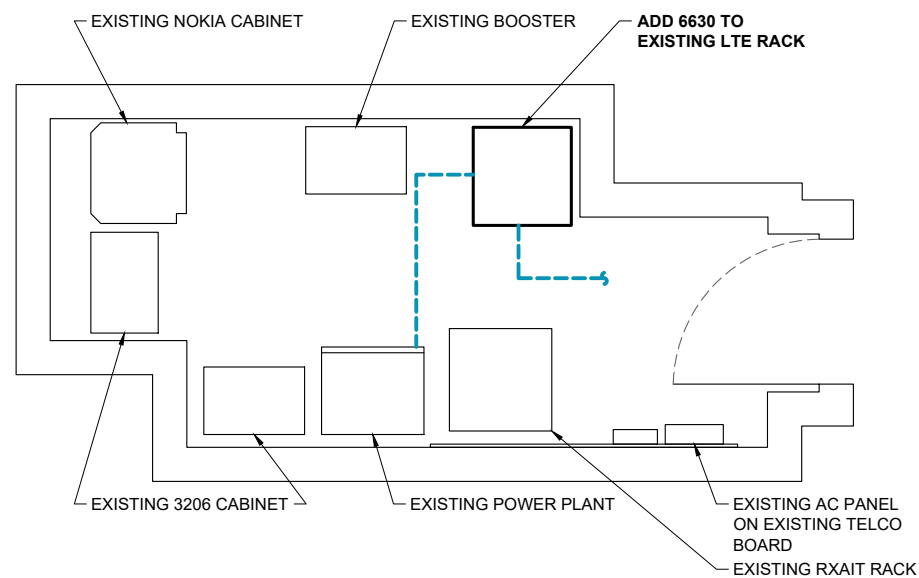 EXISTING NOKIA CABINET
EXISTING BOOSTER
ADD 6630 TO
EXISTING LTE RACK
EXISTING 3206 CABINET
EXISTING POWER PLANT
EXISTING AC PANEL
ON EXISTING TELCO
BOARD
EXISTING RXAIT RACK